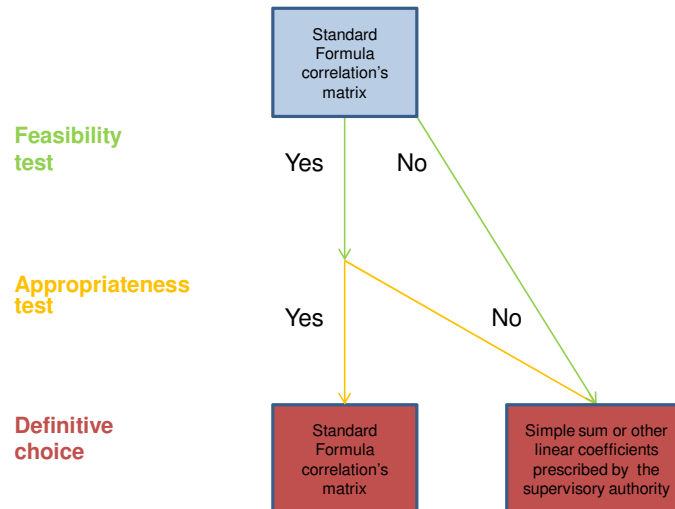 Standard
Formula
correlation's
matrix
Feasibility
test
Yes
No
Appropriateness
test
Yes
No
Definitive
choice
Standard
Formula
correlation's
matrix
Simple sum or other
linear coefficients
prescribed by the
supervisory authority